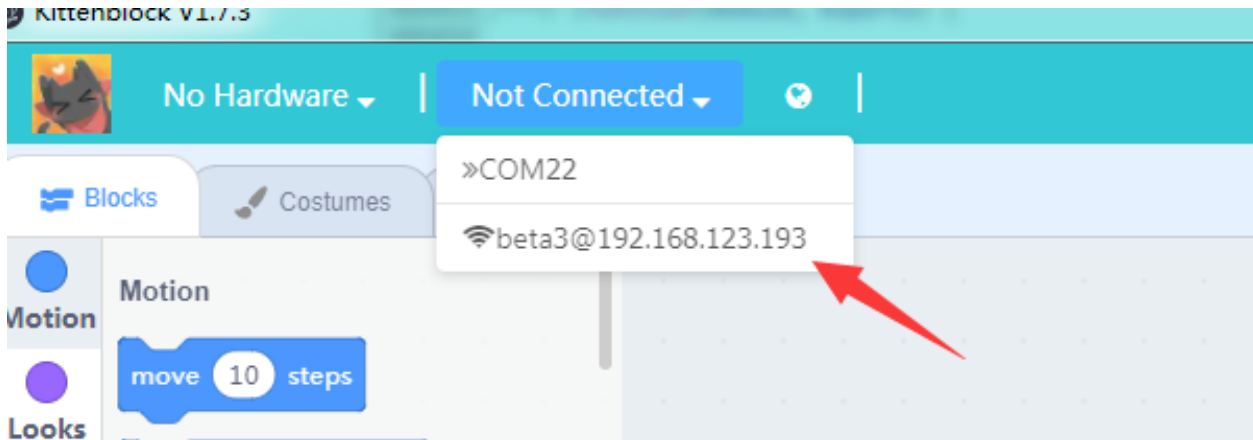 Kittenblock V1.7.3
No Hardware | Not Connected |
»COM22
beta3@192.168.123.193
Blocks Costumes
Motion
Motion
move 10 steps
Looks